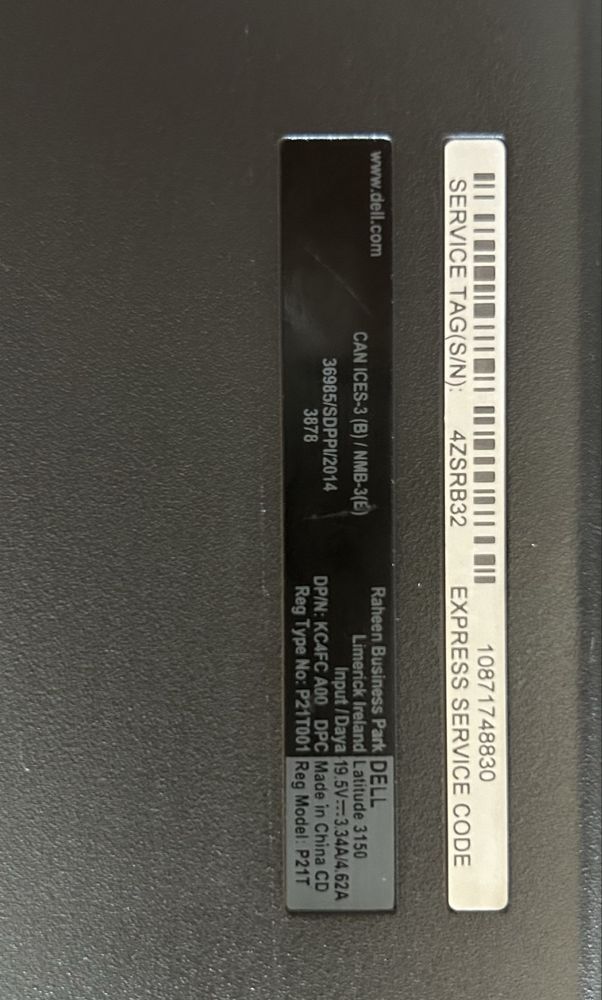 10871748830
SERVICE TAG(S/N): 4ZSRB32 EXPRESS SERVICE CODE
www.dell.com
CAN ICES-3 (B) / NMB-3(B)
36985/SDPPI/2014
3878
Raheen Business Park
Limerick Ireland
Input /Daya
DP/N: KC4FC A00 DPC
Reg Type No: P21T001
DELL
Latitude 3150
19.5V⎓3.34A/4.62A
Made in China CD
Reg Model: P21T